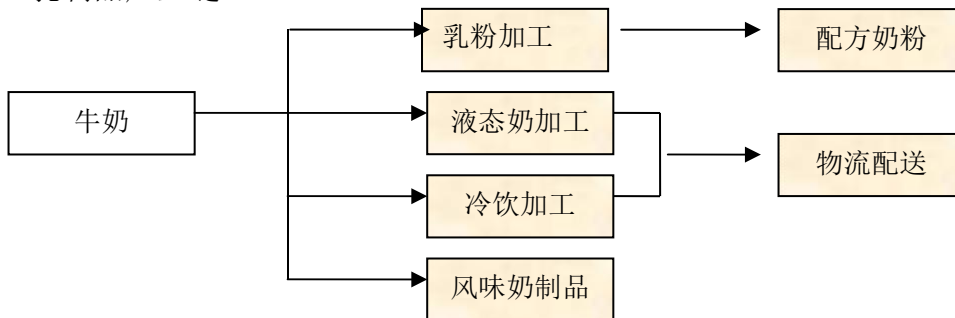 乳粉加工
配方奶粉
牛奶
液态奶加工
物流配送
冷饮加工
风味奶制品